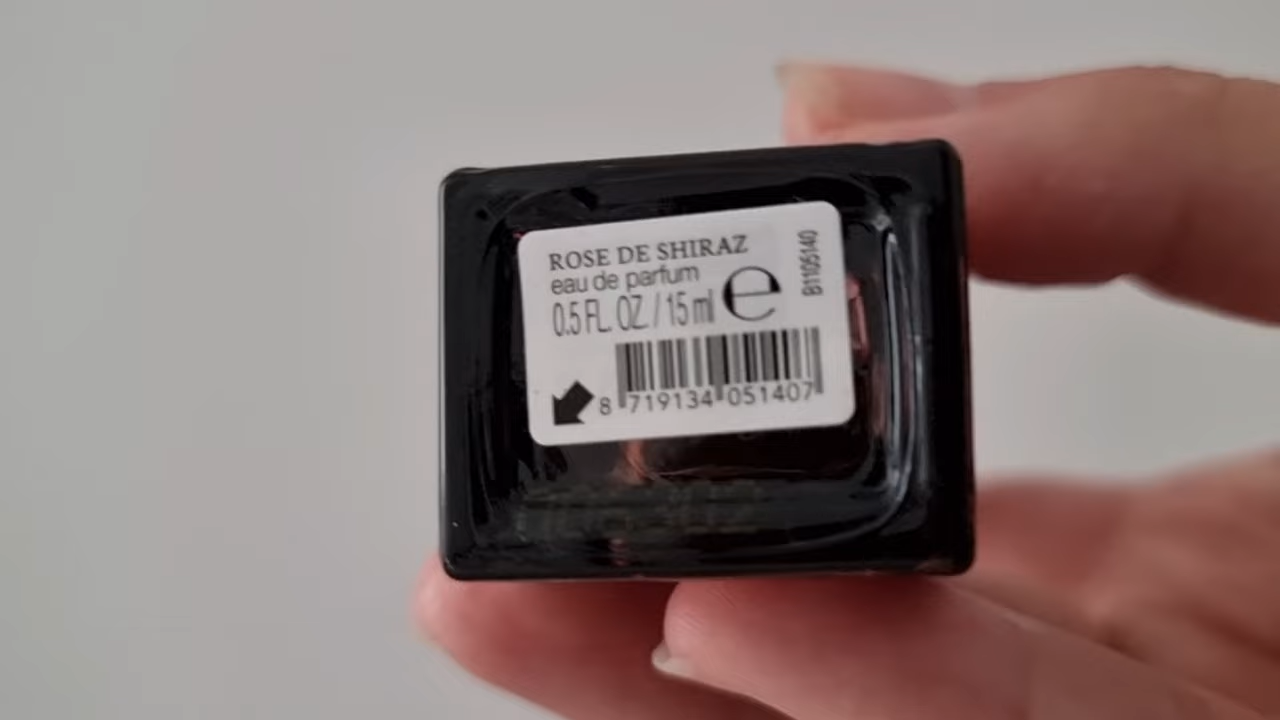 ROSE DE SHIRAZ
eau de parfum
0.5 FL. OZ. / 15 ml e
B1105140
8 719134 051407